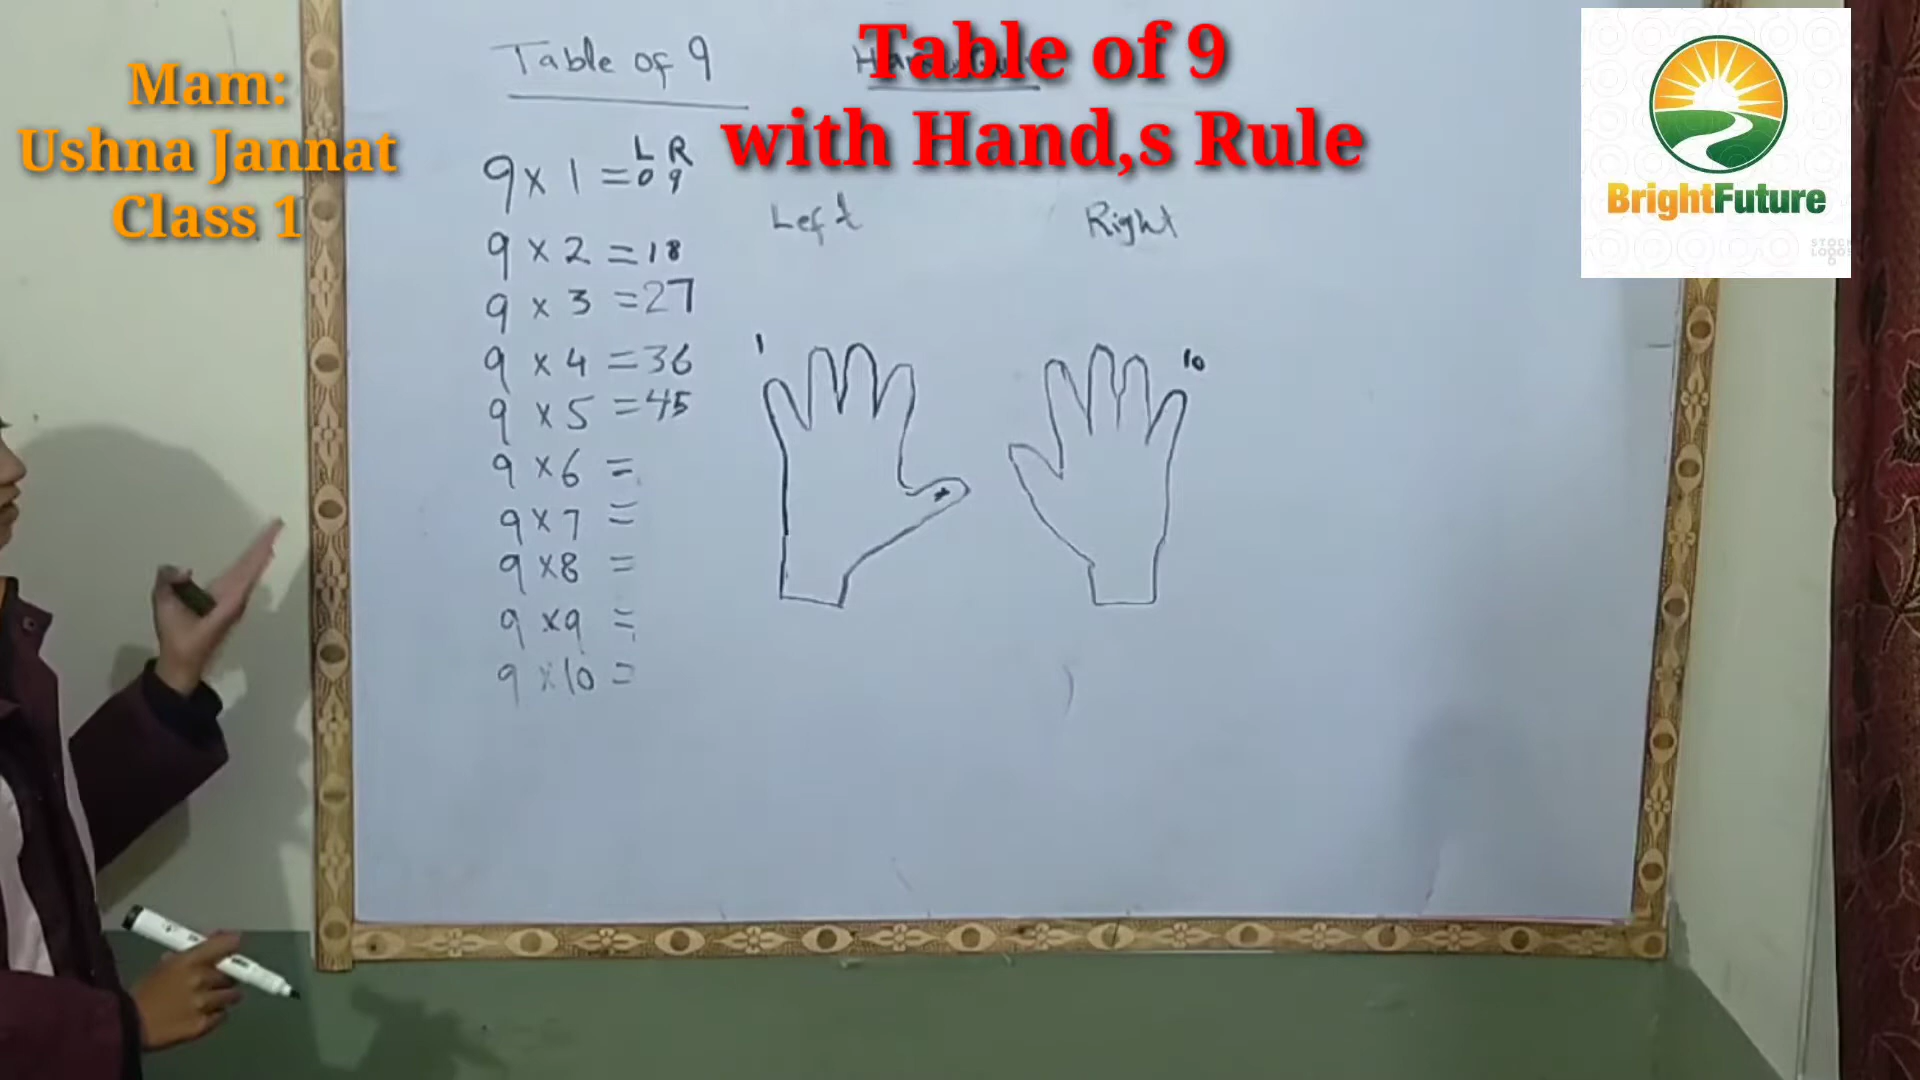 Mam:
Ushna Jannat
Class 1
Table of 9
with Hand,s Rule
BrightFuture
Table of 9
L R
9 x 1 = 0 9
9 x 2 = 18
9 x 3 = 27
9 x 4 = 36
9 x 5 = 45
9 x 6 =
9 x 7 =
9 x 8 =
9 x 9 =
9 x 10 =
Left
Right
1
10